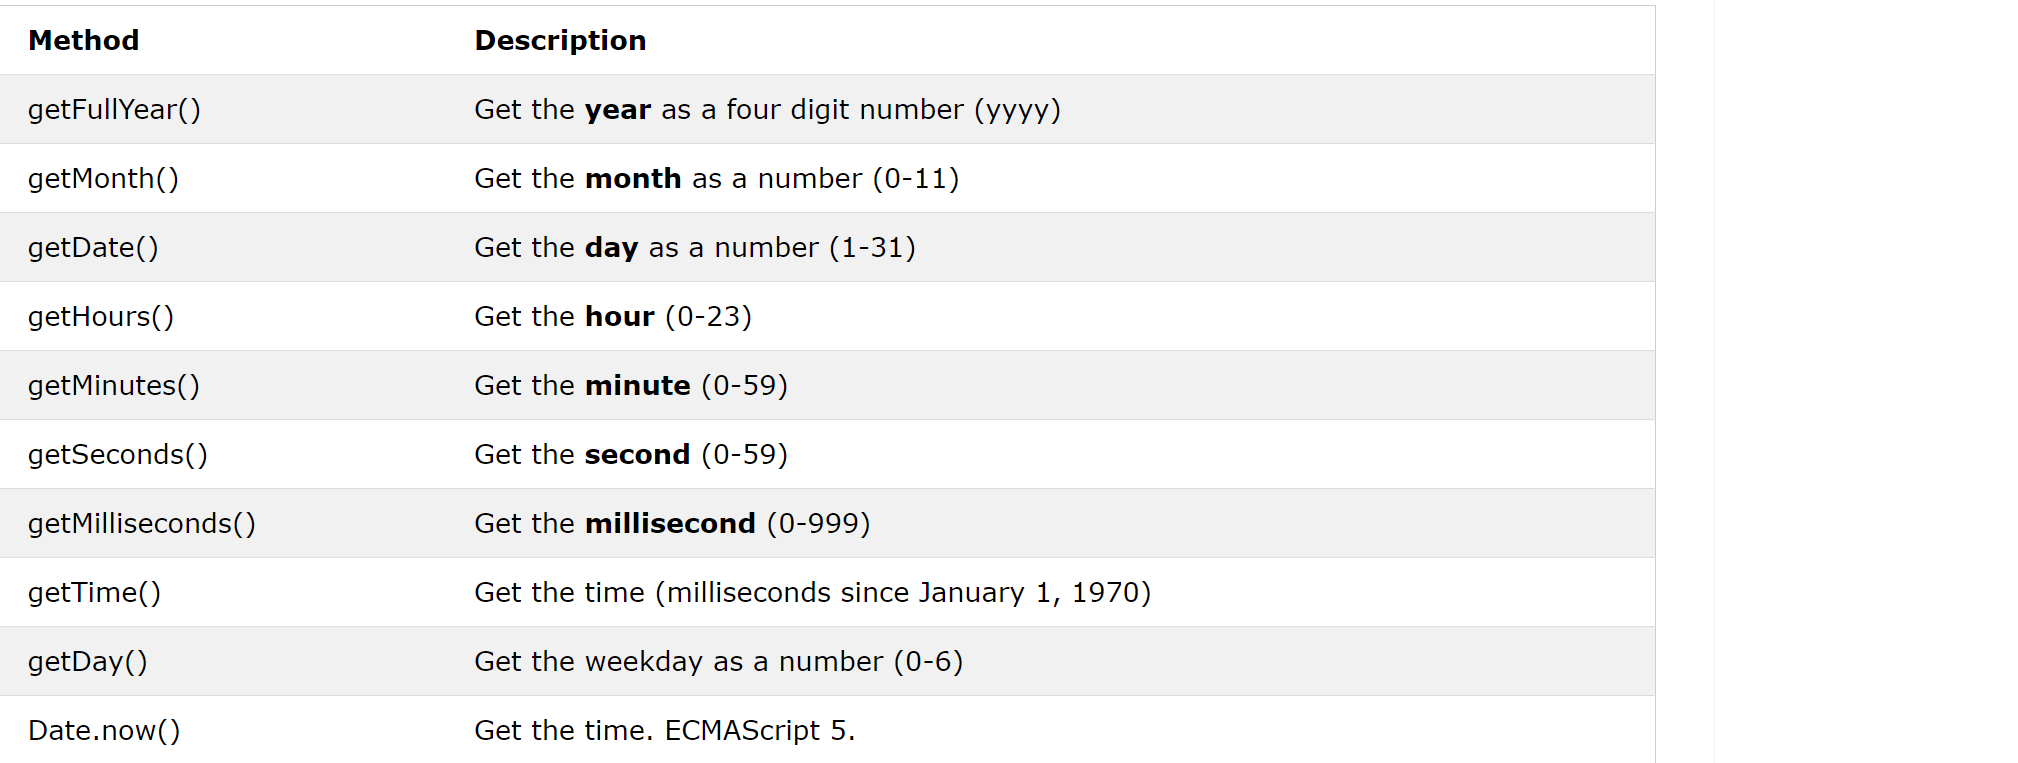 Method Description
getFullYear() Get the year as a four digit number (yyyy)
getMonth() Get the month as a number (0-11)
getDate() Get the day as a number (1-31)
getHours() Get the hour (0-23)
getMinutes() Get the minute (0-59)
getSeconds() Get the second (0-59)
getMilliseconds() Get the millisecond (0-999)
getTime() Get the time (milliseconds since January 1, 1970)
getDay() Get the weekday as a number (0-6)
Date.now() Get the time. ECMAScript 5.